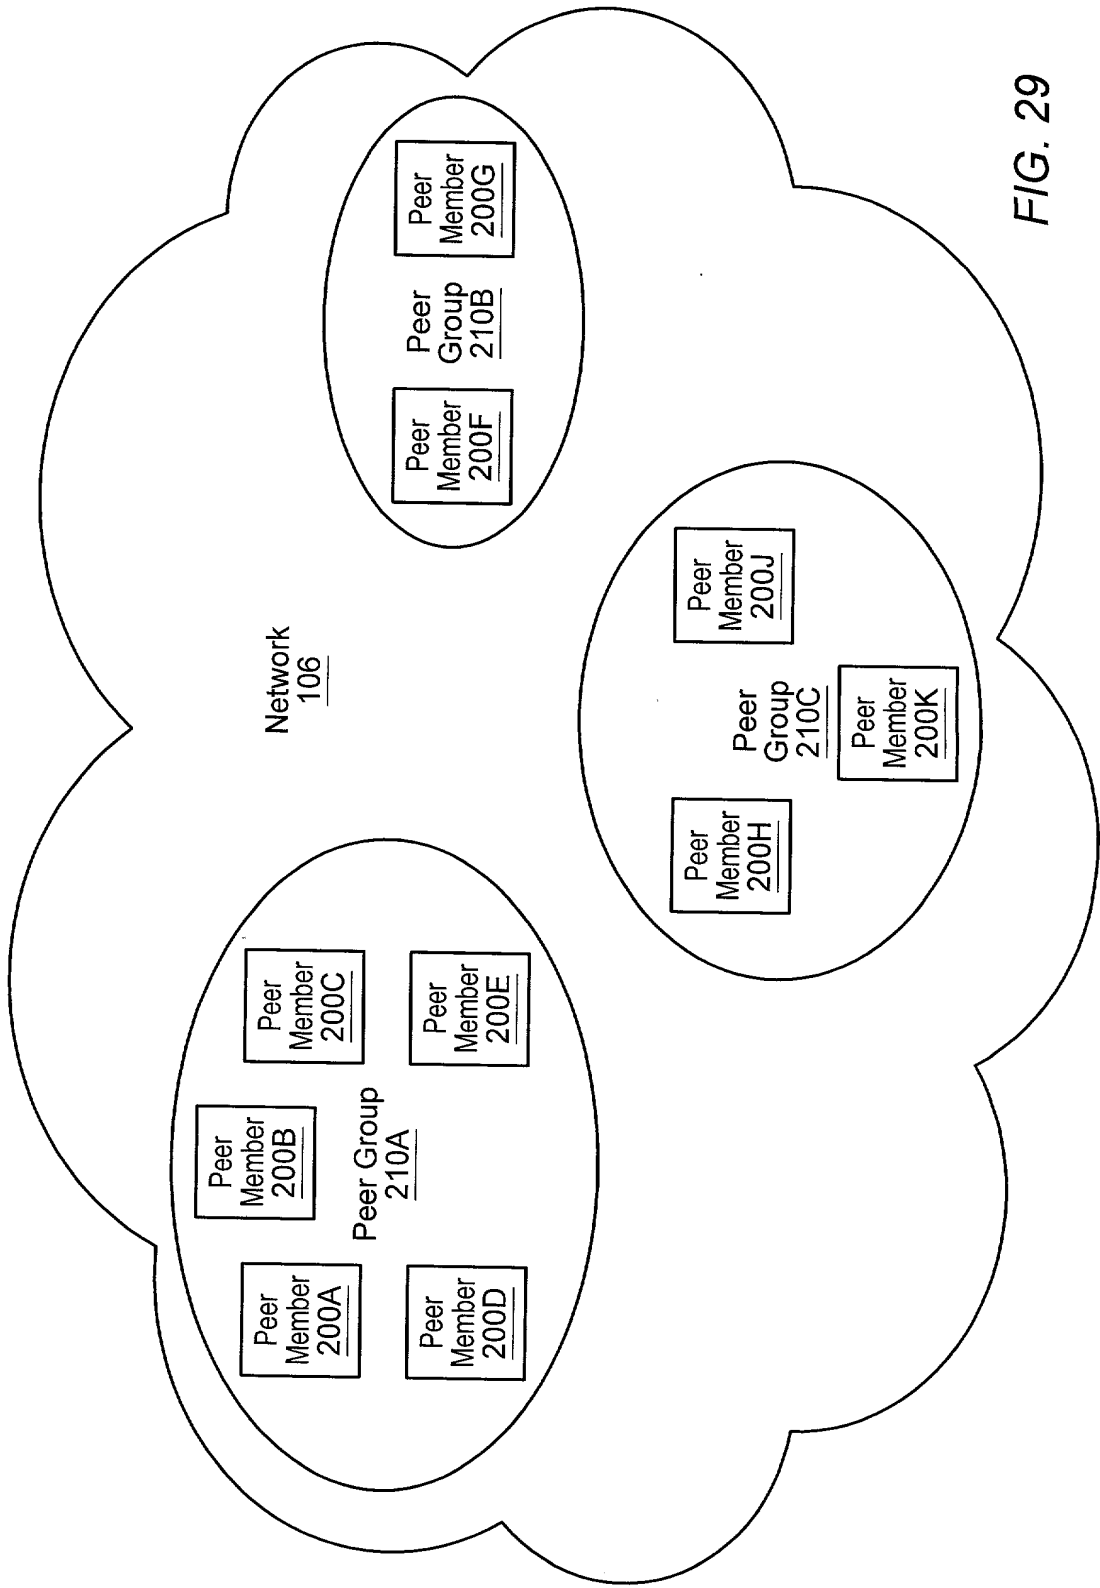 Network
106
Peer
Member
200B
Peer
Member
200A
Peer
Member
200C
Peer Group
210A
Peer
Member
200D
Peer
Member
200E
Peer
Member
200F
Peer
Group
210B
Peer
Member
200G
Peer
Member
200H
Peer
Member
200J
Peer
Group
210C
Peer
Member
200K
FIG. 29